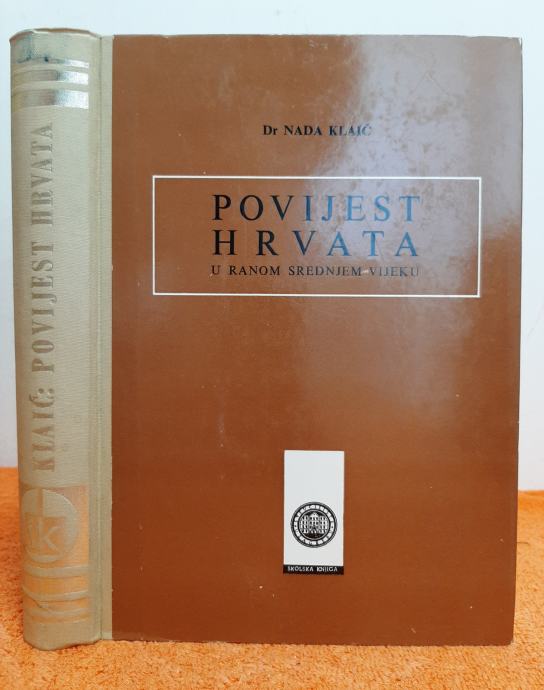 KLAIĆ: POVIJEST HRVATA
Dr NADA KLAIĆ
POVIJEST
HRVATA
U RANOM SREDNJEM VIJEKU
ŠKOLSKA KNJIGA